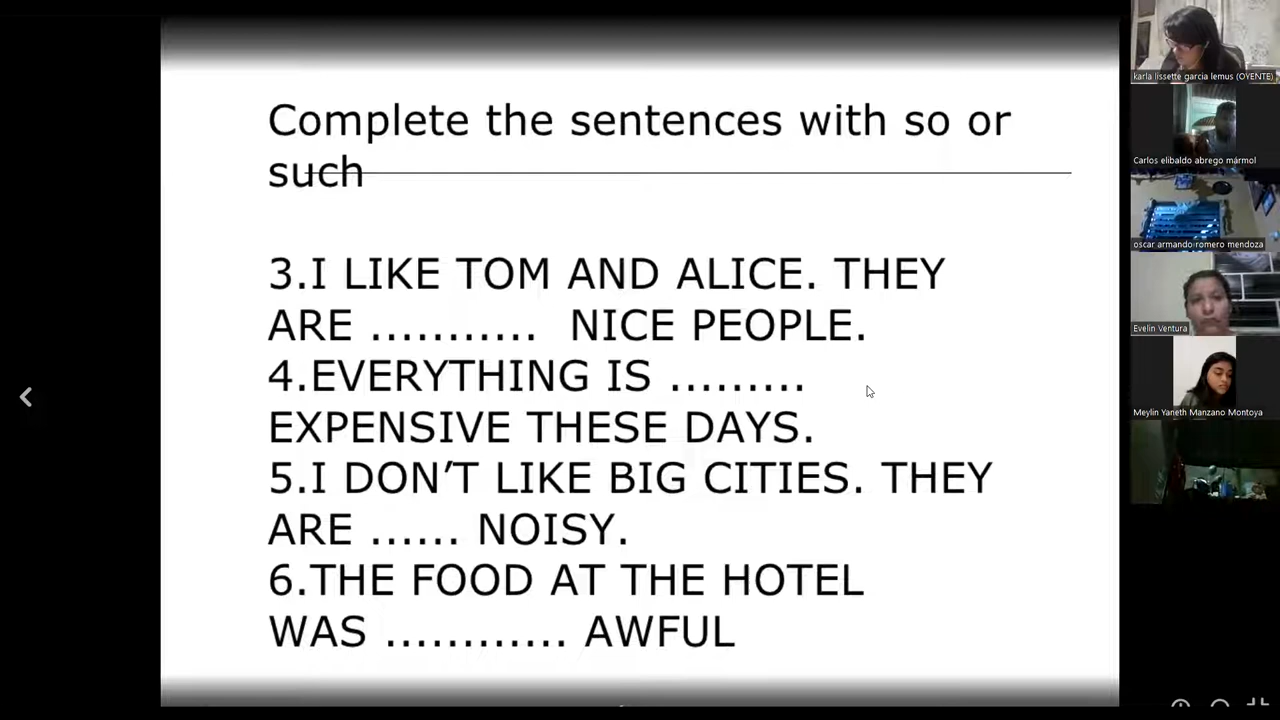 Complete the sentences with so or
such
3.I LIKE TOM AND ALICE. THEY
ARE ...........  NICE PEOPLE.
4.EVERYTHING IS .........
EXPENSIVE THESE DAYS.
5.I DON’T LIKE BIG CITIES. THEY
ARE ...... NOISY.
6.THE FOOD AT THE HOTEL
WAS ............ AWFUL
karla lissette garcia lemus (OYENTE)
Carlos elibaldo abrego mármol
oscar armando romero mendoza
Evelin Ventura
Meylin Yaneth Manzano Montoya